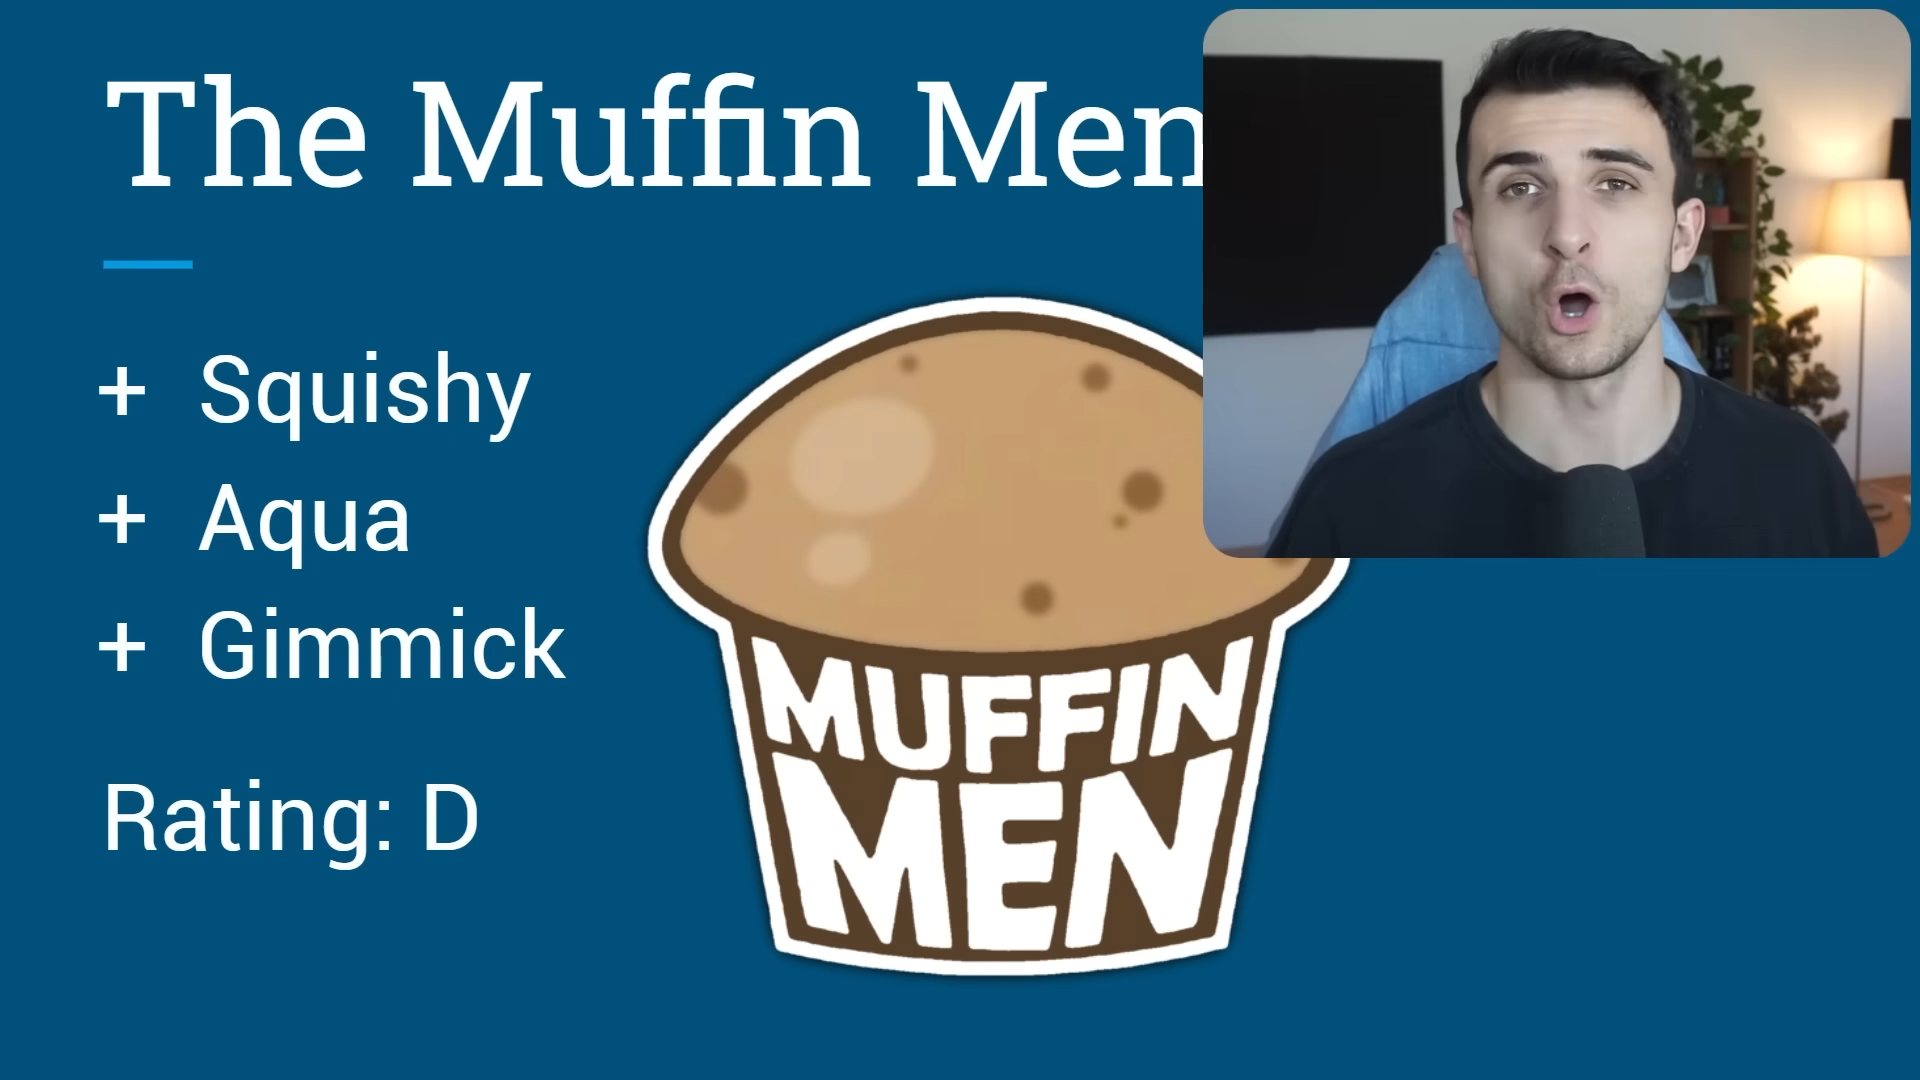 The Muffin Men
+ Squishy
+ Aqua
+ Gimmick
Rating: D
MUFFIN
MEN